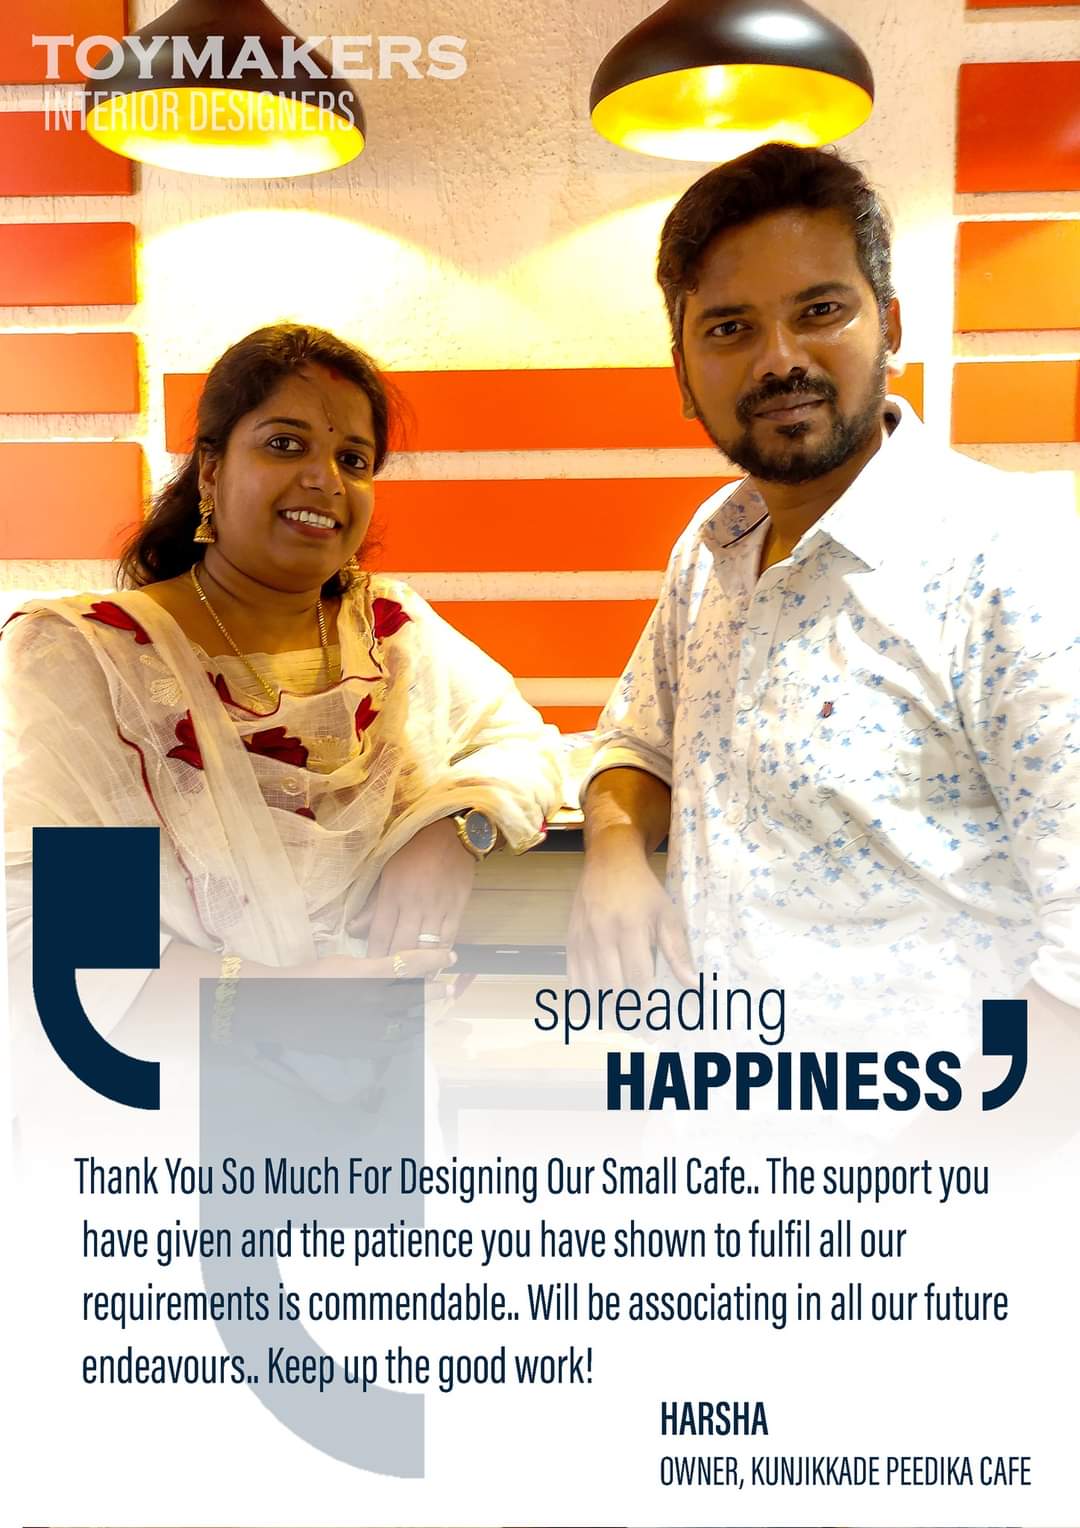 TOYMAKERS
INTERIOR DESIGNERS
spreading
HAPPINESS ,
Thank You So Much For Designing Our Small Cafe.. The support you
have given and the patience you have shown to fulfil all our
requirements is commendable.. Will be associating in all our future
endeavours.. Keep up the good work!
HARSHA
OWNER, KUNJIKKADE PEEDIKA CAFE